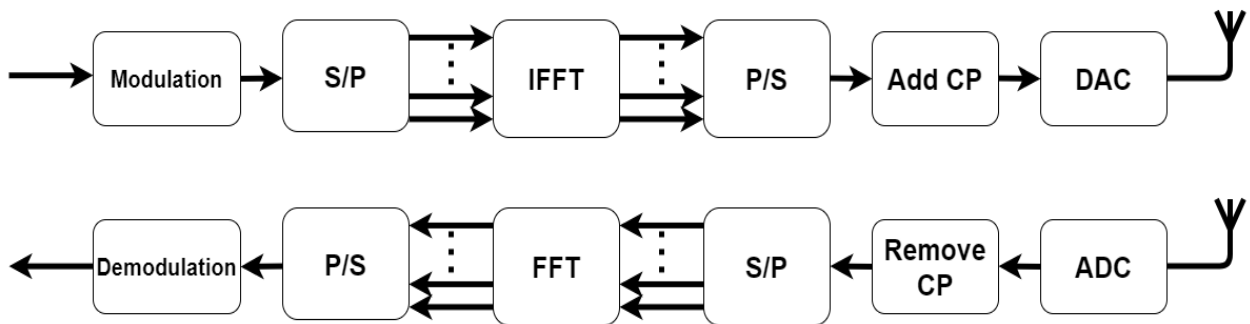 Modulation
S/P
IFFT
P/S
Add CP
DAC
Demodulation
P/S
FFT
S/P
Remove
CP
ADC